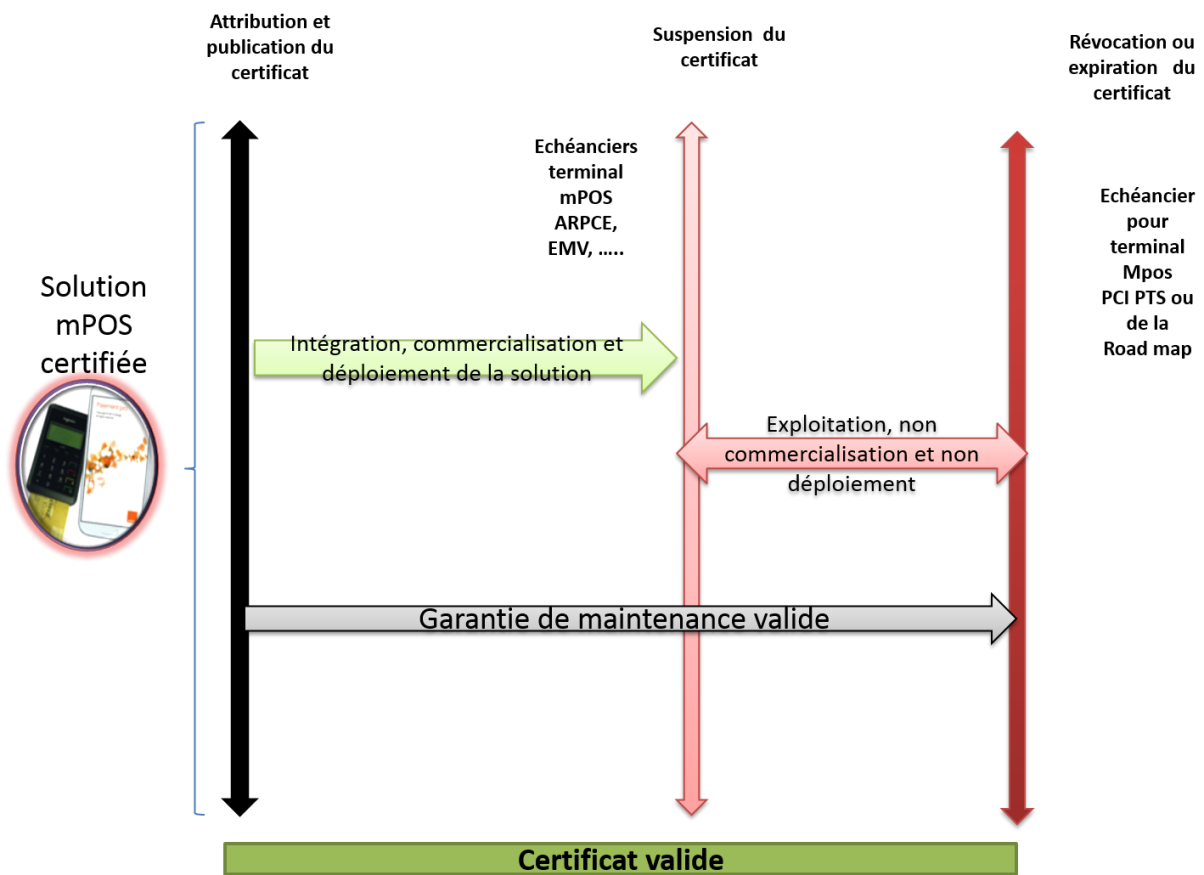 Attribution et
publication du
certificat
Suspension du
certificat
Révocation ou
expiration du
certificat
Echéanciers
terminal
mPOS
ARPCE,
EMV, .....
Echéancier
pour
terminal
Mpos
PCI PTS ou
de la
Road map
Solution
mPOS
certifiée
Intégration, commercialisation et
déploiement de la solution
Exploitation, non
commercialisation et non
déploiement
Garantie de maintenance valide
Certificat valide